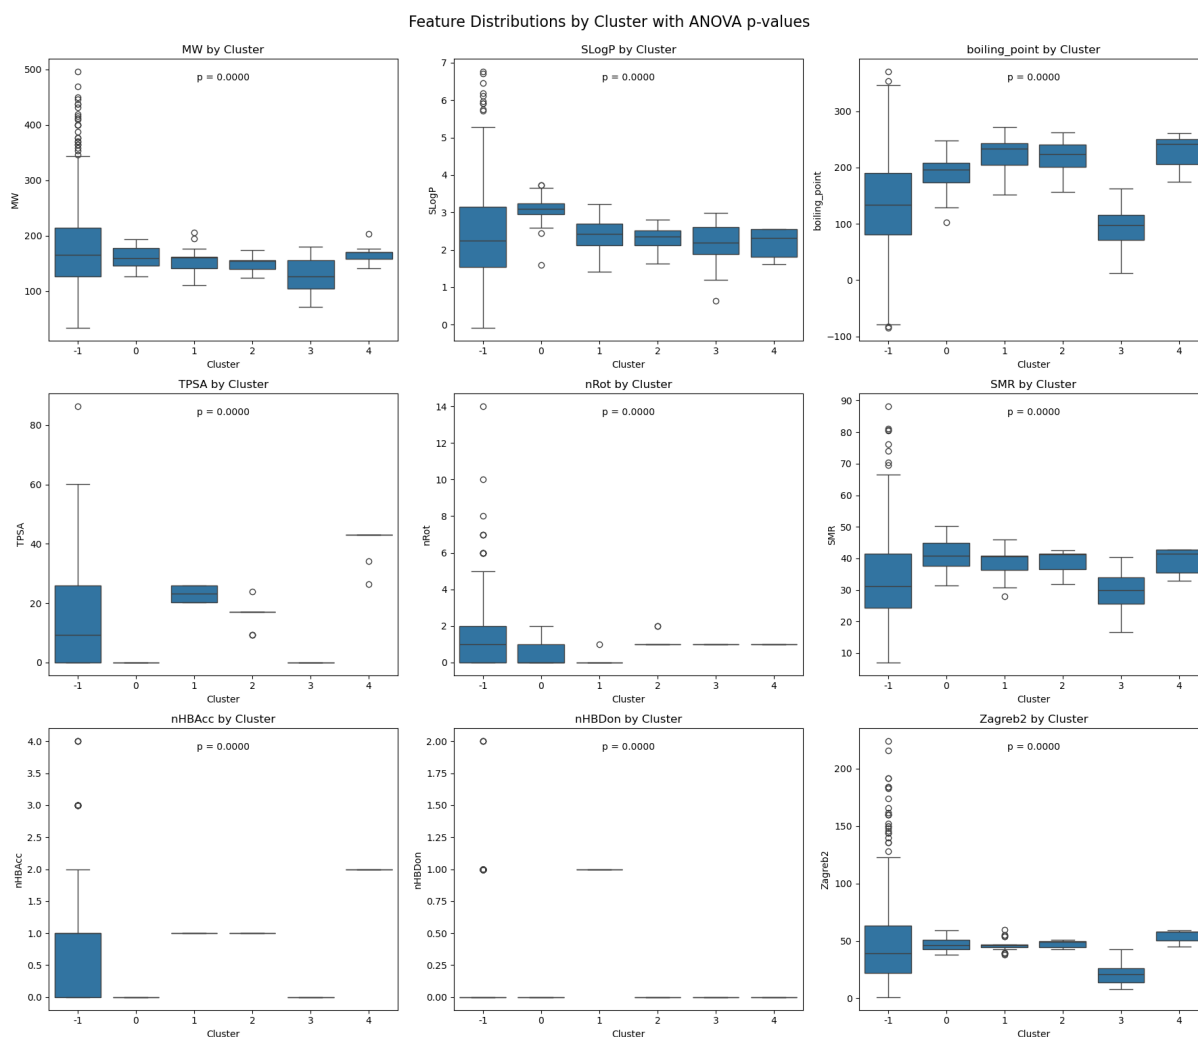 Feature Distributions by Cluster with ANOVA p-values
MW by Cluster
p = 0.0000
MW
500
400
300
200
100
-1 0 1 2 3 4
Cluster
SLogP by Cluster
p = 0.0000
SLogP
7
6
5
4
3
2
1
0
-1 0 1 2 3 4
Cluster
boiling_point by Cluster
p = 0.0000
boiling_point
300
200
100
0
−100
-1 0 1 2 3 4
Cluster
TPSA by Cluster
p = 0.0000
TPSA
80
60
40
20
0
-1 0 1 2 3 4
Cluster
nRot by Cluster
p = 0.0000
nRot
14
12
10
8
6
4
2
0
-1 0 1 2 3 4
Cluster
SMR by Cluster
p = 0.0000
SMR
90
80
70
60
50
40
30
20
10
-1 0 1 2 3 4
Cluster
nHBAcc by Cluster
p = 0.0000
nHBAcc
4.0
3.5
3.0
2.5
2.0
1.5
1.0
0.5
0.0
-1 0 1 2 3 4
Cluster
nHBDon by Cluster
p = 0.0000
nHBDon
2.00
1.75
1.50
1.25
1.00
0.75
0.50
0.25
0.00
-1 0 1 2 3 4
Cluster
Zagreb2 by Cluster
p = 0.0000
Zagreb2
200
150
100
50
0
-1 0 1 2 3 4
Cluster